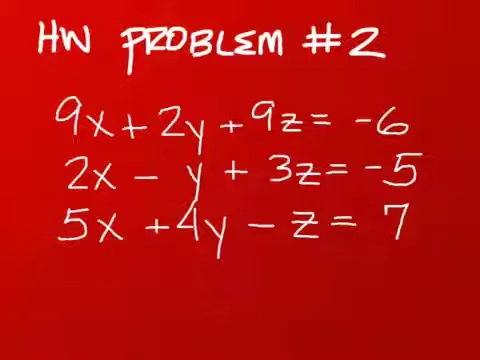 HW PROBLEM #2
9x + 2y + 9z = -6
2x - y + 3z = -5
5x + 4y - z = 7